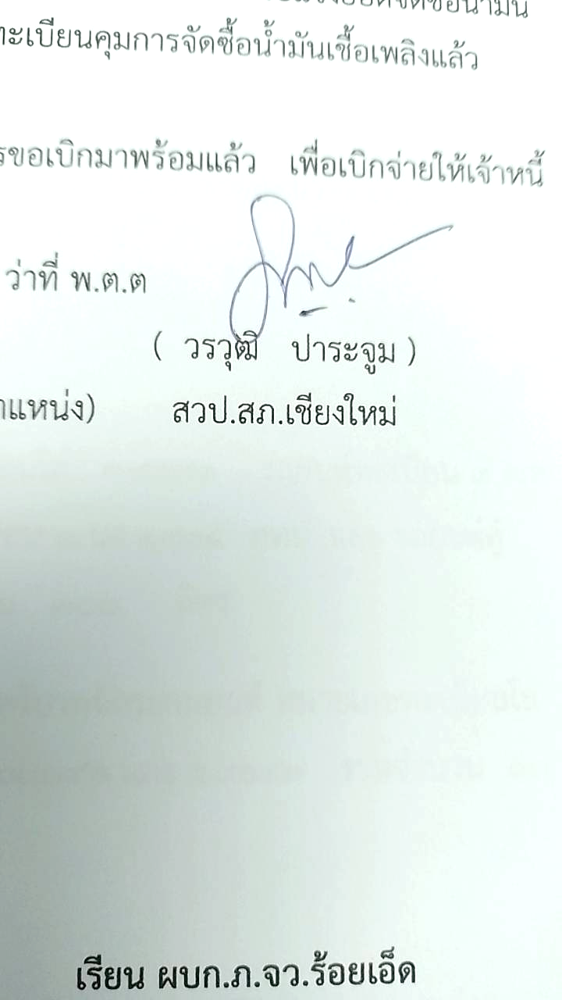 ทะเบียนคุมการจัดซื้อน้ำมันเชื้อเพลิงแล้ว
รขอเบิกมาพร้อมแล้ว เพื่อเบิกจ่ายให้เจ้าหนี้
ว่าที่ พ.ต.ต
( วรวุฒิ ปาระจูม )
แหน่ง) สวป.สภ.เชียงใหม่
เรียน ผบก.ภ.จว.ร้อยเอ็ด